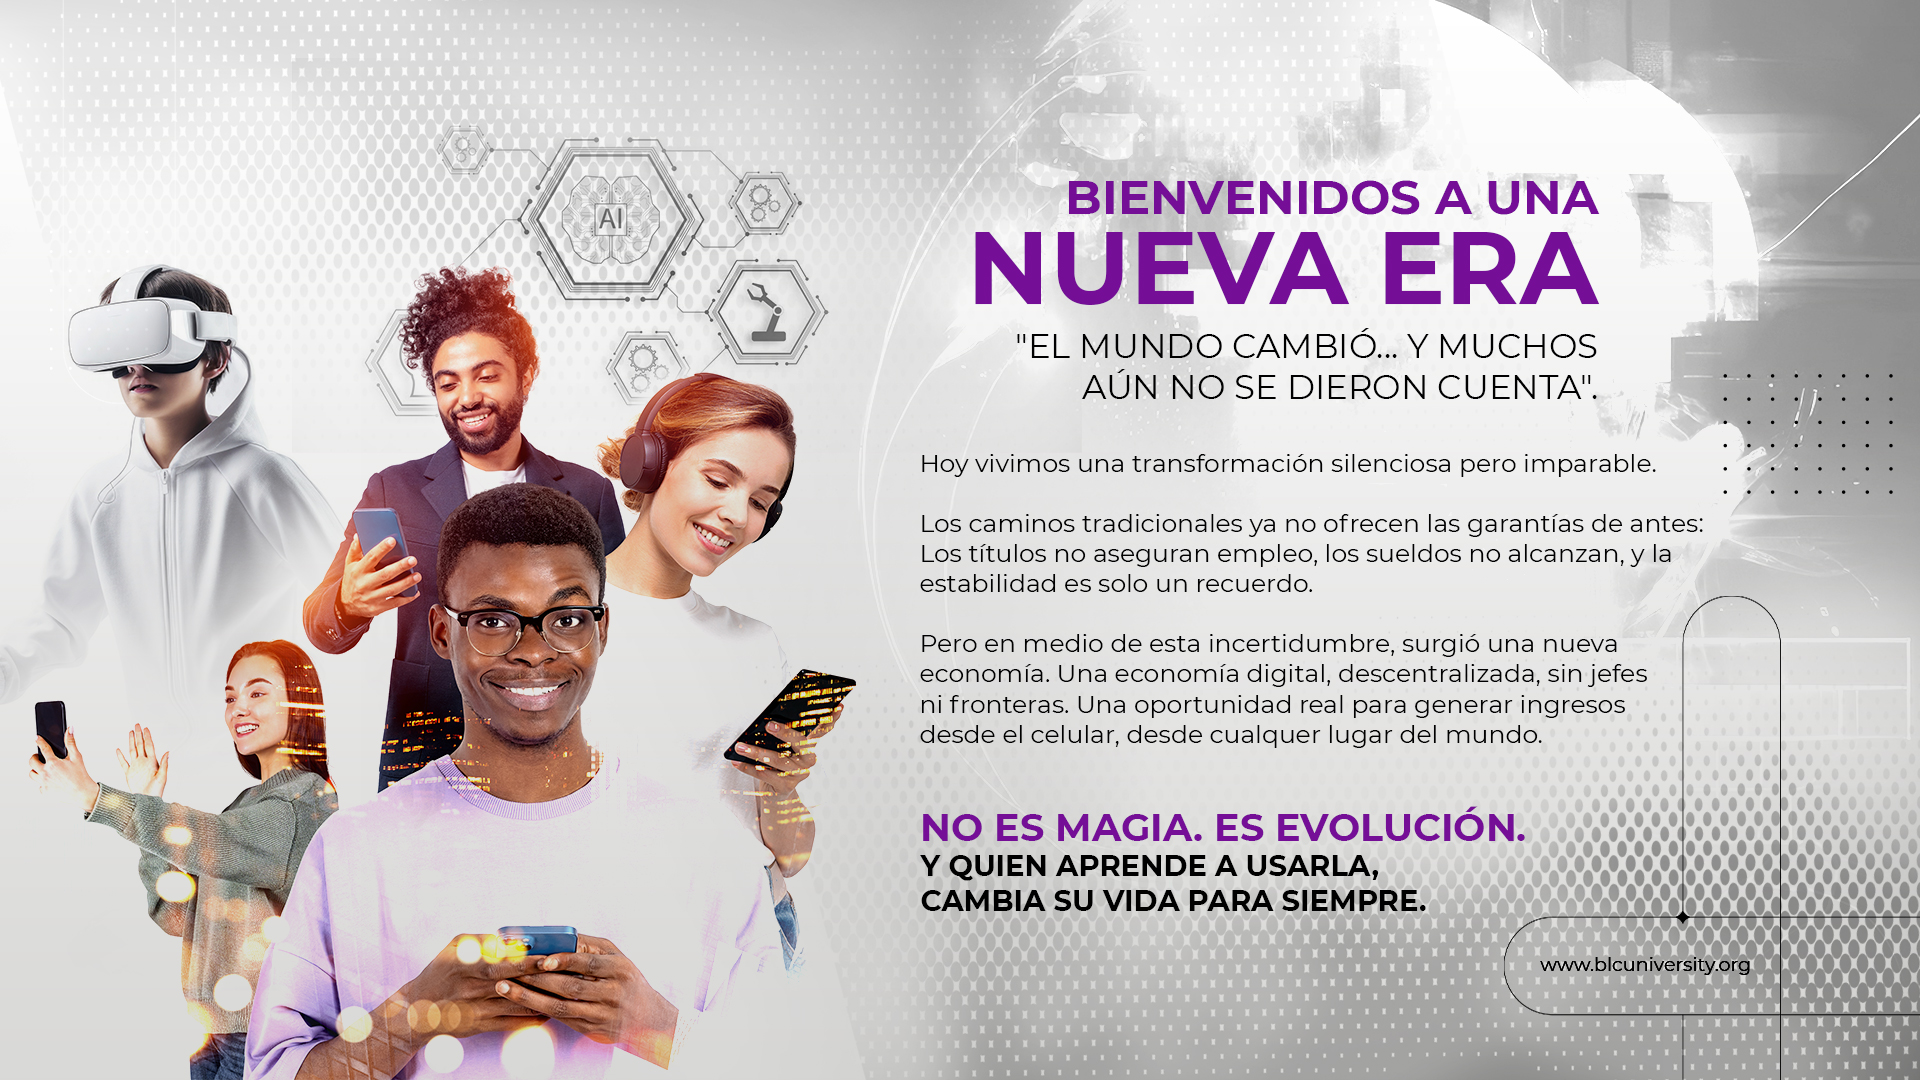 AI
BIENVENIDOS A UNA
NUEVA ERA
"EL MUNDO CAMBIÓ... Y MUCHOS
AÚN NO SE DIERON CUENTA".
Hoy vivimos una transformación silenciosa pero imparable.
Los caminos tradicionales ya no ofrecen las garantías de antes:
Los títulos no aseguran empleo, los sueldos no alcanzan, y la
estabilidad es solo un recuerdo.
Pero en medio de esta incertidumbre, surgió una nueva
economía. Una economía digital, descentralizada, sin jefes
ni fronteras. Una oportunidad real para generar ingresos
desde el celular, desde cualquer lugar del mundo.
NO ES MAGIA. ES EVOLUCIÓN.
Y QUIEN APRENDE A USARLA,
CAMBIA SU VIDA PARA SIEMPRE.
www.blcuniversity.org